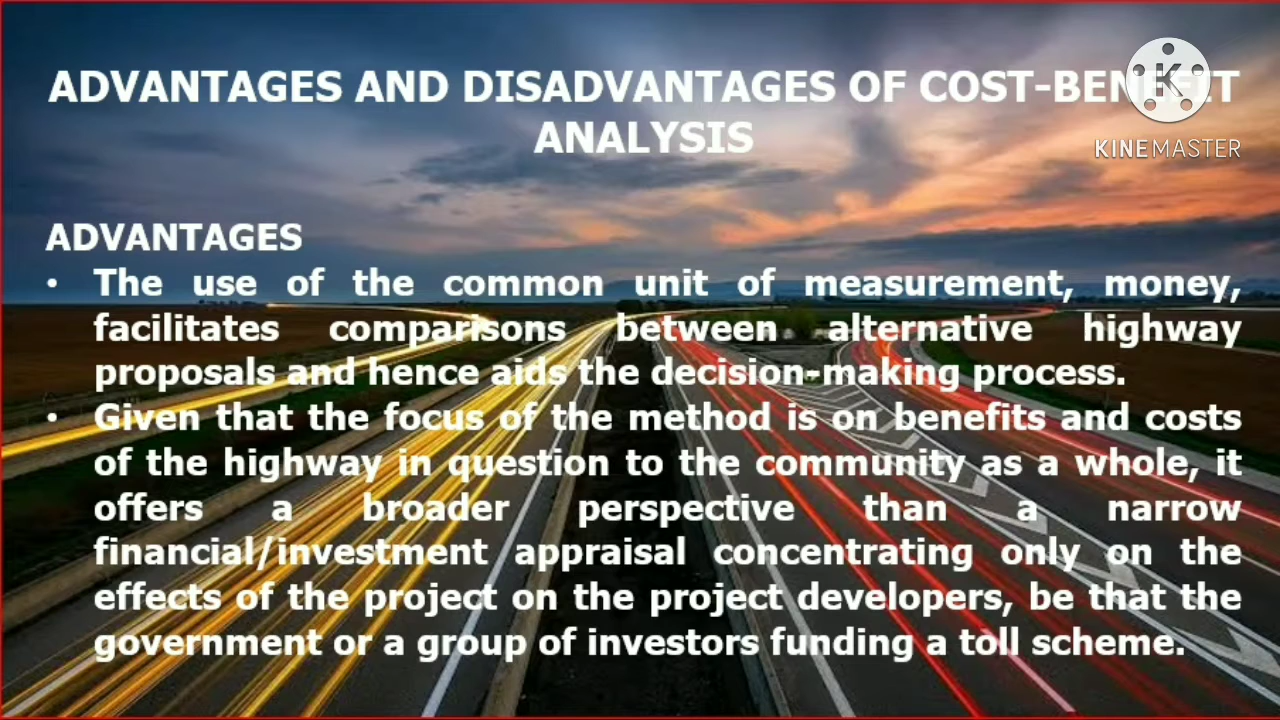 ADVANTAGES AND DISADVANTAGES OF COST-BENEFIT
ANALYSIS
K
KINEMASTER
ADVANTAGES
• The use of the common unit of measurement, money,
facilitates comparisons between alternative highway
proposals and hence aids the decision-making process.
• Given that the focus of the method is on benefits and costs
of the highway in question to the community as a whole, it
offers a broader perspective than a narrow
financial/investment appraisal concentrating only on the
effects of the project on the project developers, be that the
government or a group of investors funding a toll scheme.